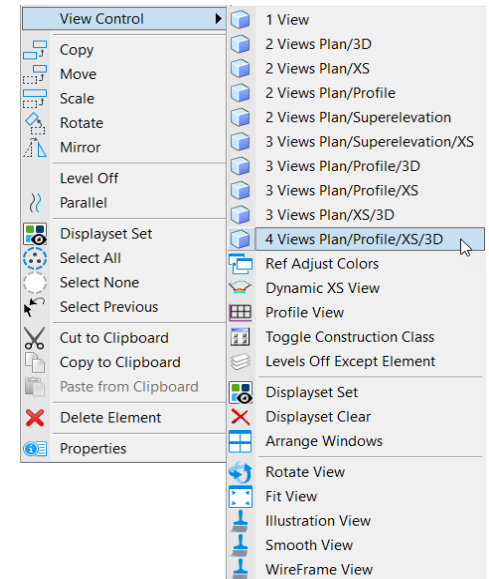 View Control
Copy
Move
Scale
Rotate
Mirror
Level Off
Parallel
Displayset Set
Select All
Select None
Select Previous
Cut to Clipboard
Copy to Clipboard
Paste from Clipboard
Delete Element
Properties
1 View
2 Views Plan/3D
2 Views Plan/XS
2 Views Plan/Profile
2 Views Plan/Superelevation
3 Views Plan/Superelevation/XS
3 Views Plan/Profile/3D
3 Views Plan/Profile/XS
3 Views Plan/XS/3D
4 Views Plan/Profile/XS/3D
Ref Adjust Colors
Dynamic XS View
Profile View
Toggle Construction Class
Levels Off Except Element
Displayset Set
Displayset Clear
Arrange Windows
Rotate View
Fit View
Illustration View
Smooth View
WireFrame View